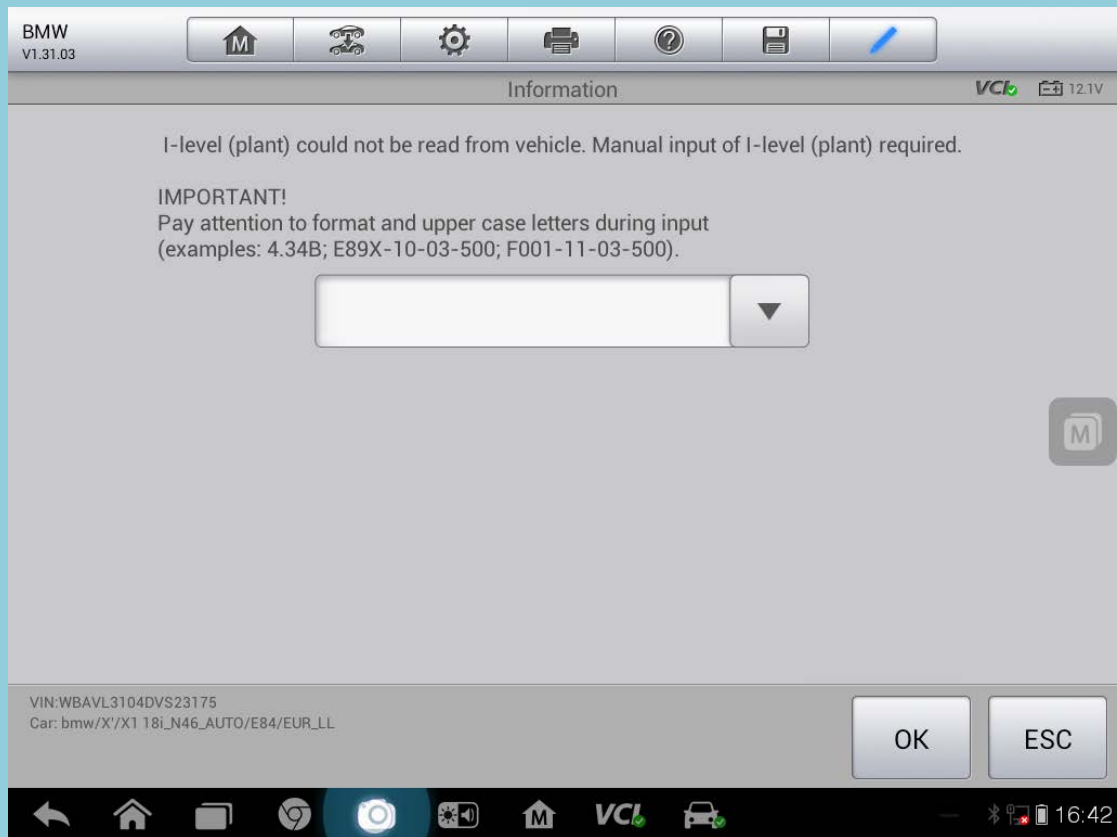 BMW
V1.31.03
M
Information
VCI 12.1V
I-level (plant) could not be read from vehicle. Manual input of I-level (plant) required.
IMPORTANT!
Pay attention to format and upper case letters during input
(examples: 4.34B; E89X-10-03-500; F001-11-03-500).
M
VIN:WBAVL3104DVS23175
Car: bmw/X'/X1 18i_N46_AUTO/E84/EUR_LL
OK
ESC
M
VCI
16:42